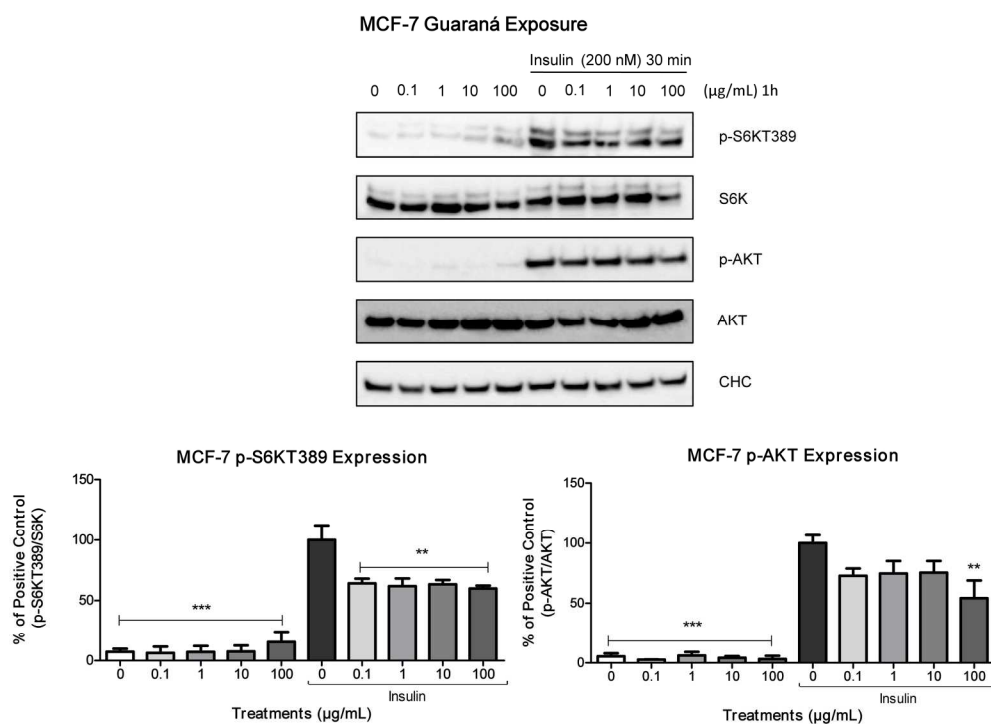 MCF-7 Guaraná Exposure
Insulin (200 nM) 30 min
0 0.1 1 10 100 0 0.1 1 10 100 (µg/mL) 1h
p-S6KT389
S6K
p-AKT
AKT
CHC
MCF-7 p-S6KT389 Expression
% of Positive Control
(p-S6KT389/S6K)
150
100
50
0
***
**
0 0.1 1 10 100 0 0.1 1 10 100
Insulin
Treatments (µg/mL)
MCF-7 p-AKT Expression
% of Positive Control
(p-AKT/AKT)
150
100
50
0
***
**
0 0.1 1 10 100 0 0.1 1 10 100
Insulin
Treatments (µg/mL)